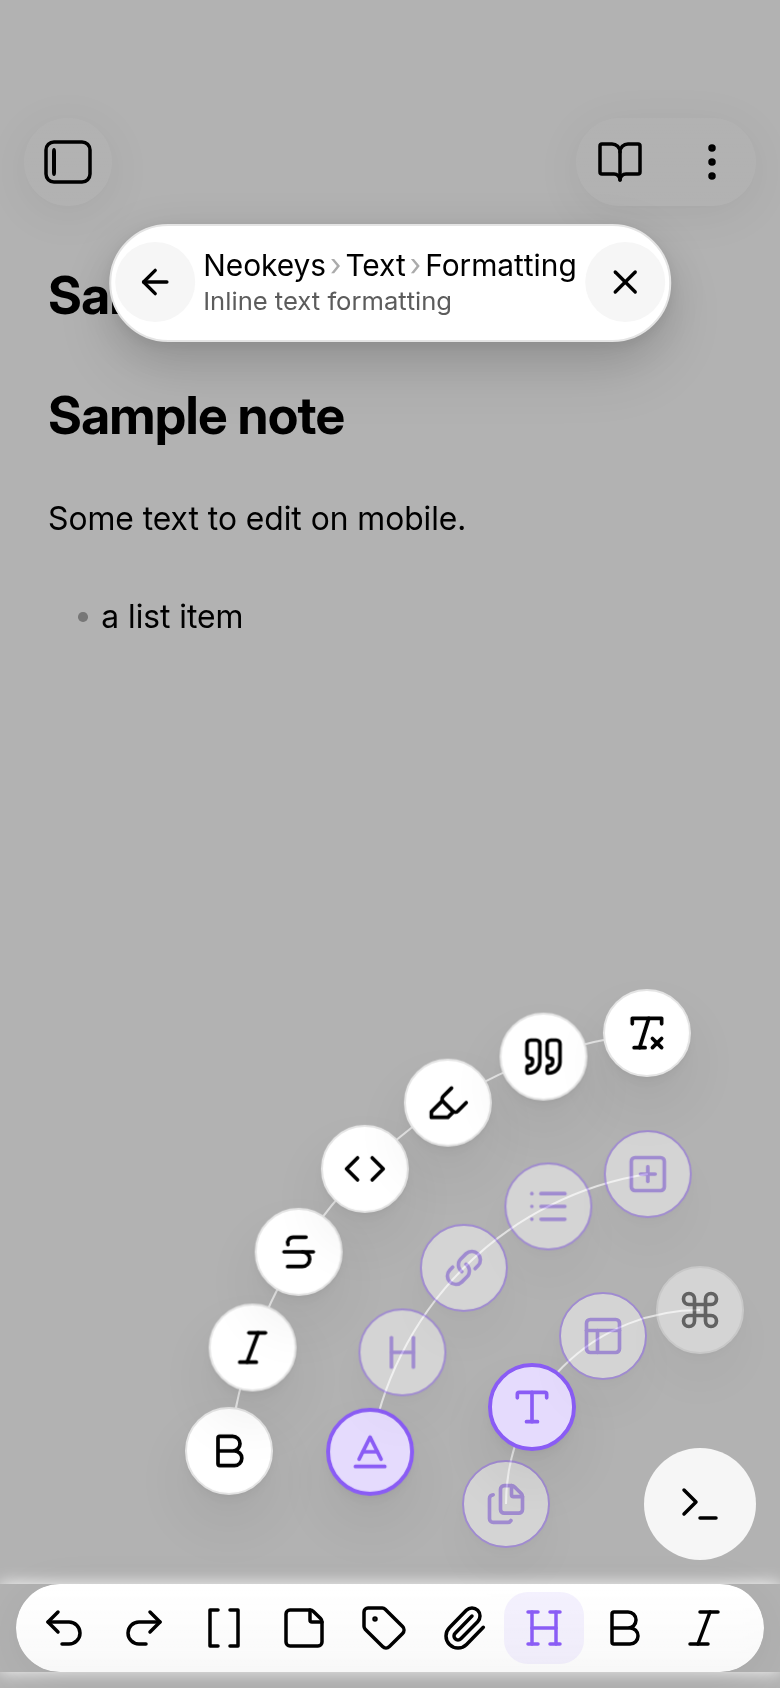 Neokeys › Text › Formatting
Inline text formatting
Sa
Sample note
Some text to edit on mobile.
• a list item